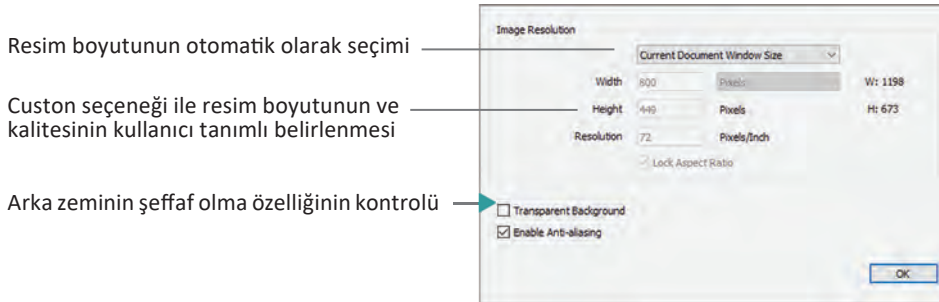 Resim boyutunun otomatik olarak seçimi
Custon seçeneği ile resim boyutunun ve
kalitesinin kullanıcı tanımlı belirlenmesi
Arka zeminin şeffaf olma özelliğinin kontrolü
Image Resolution
Current Document Window Size
Width 800 Pixels W: 1198
Height 449 Pixels H: 673
Resolution 72 Pixels/Inch
Lock Aspect Ratio
Transparent Background
Enable Anti-aliasing
OK